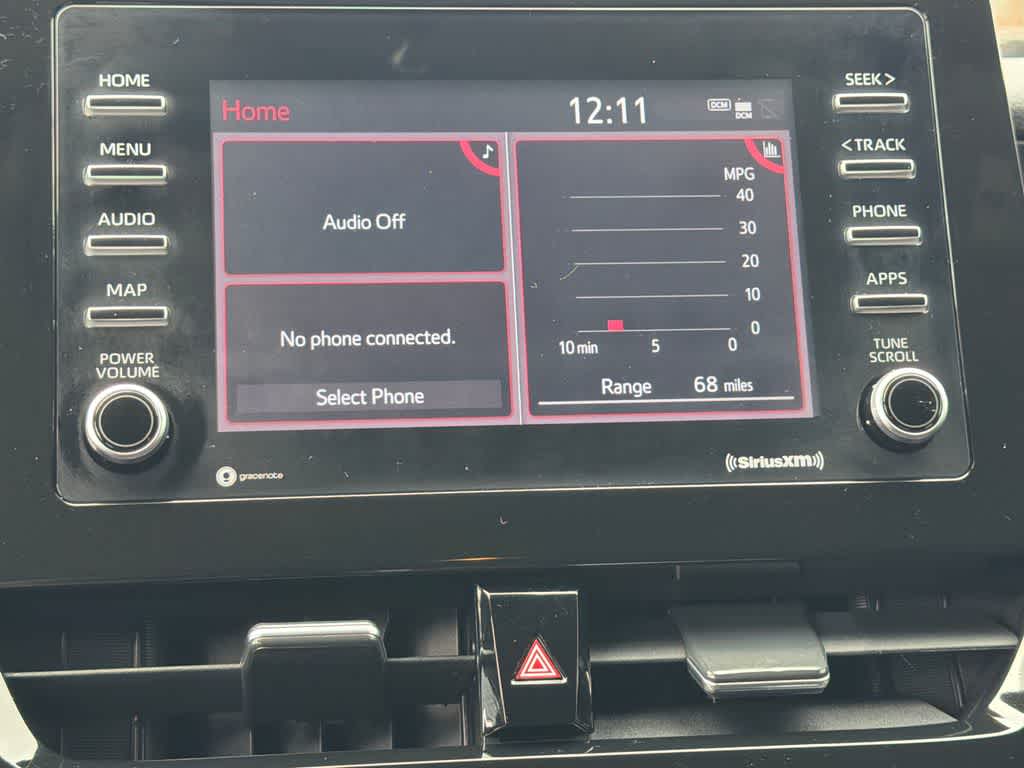 HOME
MENU
AUDIO
MAP
POWER
VOLUME
Home
12:11
DCM
DCM
Audio Off
No phone connected.
Select Phone
MPG
40
30
20
10
0
10 min 5 0
Range 68 miles
SEEK >
< TRACK
PHONE
APPS
TUNE
SCROLL
gracenote
((SiriusXM))